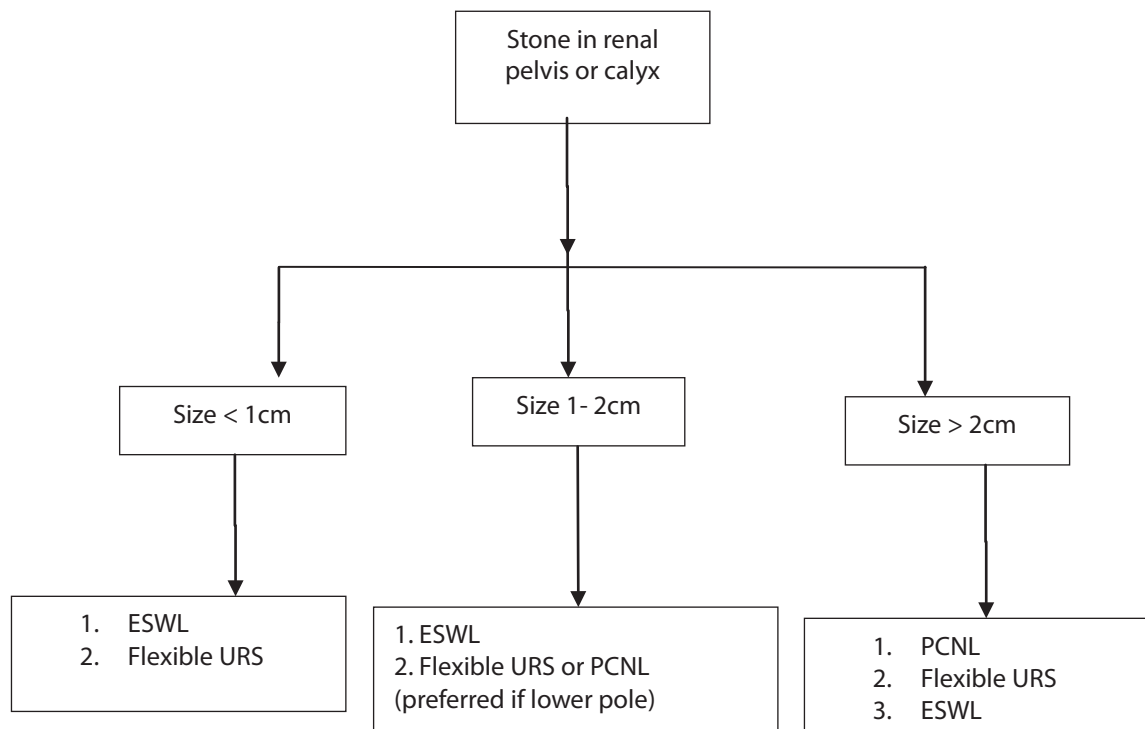 Stone in renal
pelvis or calyx
Size < 1cm
Size 1- 2cm
Size > 2cm
1. ESWL
2. Flexible URS
1. ESWL
2. Flexible URS or PCNL
(preferred if lower pole)
1. PCNL
2. Flexible URS
3. ESWL